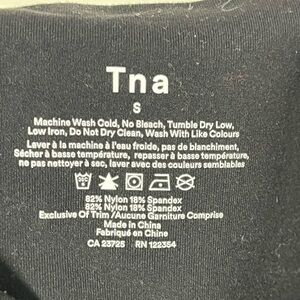 Tna
S
Machine Wash Cold, No Bleach, Tumble Dry Low,
Low Iron, Do Not Dry Clean, Wash With Like Colours
Laver à la machine à l'eau froide, pas de blanchiment,
Sécher à basse température, repasser à basse température,
ne pas nettoyer à sec, laver avec des couleurs semblables
82% Nylon 18% Spandex
82% Nylon 18% Spandex
Exclusive Of Trim /Aucune Garniture Comprise
Made in China
Fabriqué en Chine
CA 23725 RN 122354